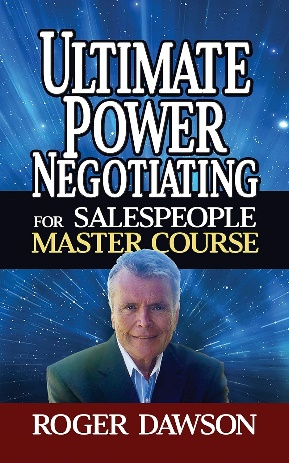 ULTIMATE
POWER
NEGOTIATING
FOR SALESPEOPLE
MASTER COURSE
ROGER DAWSON